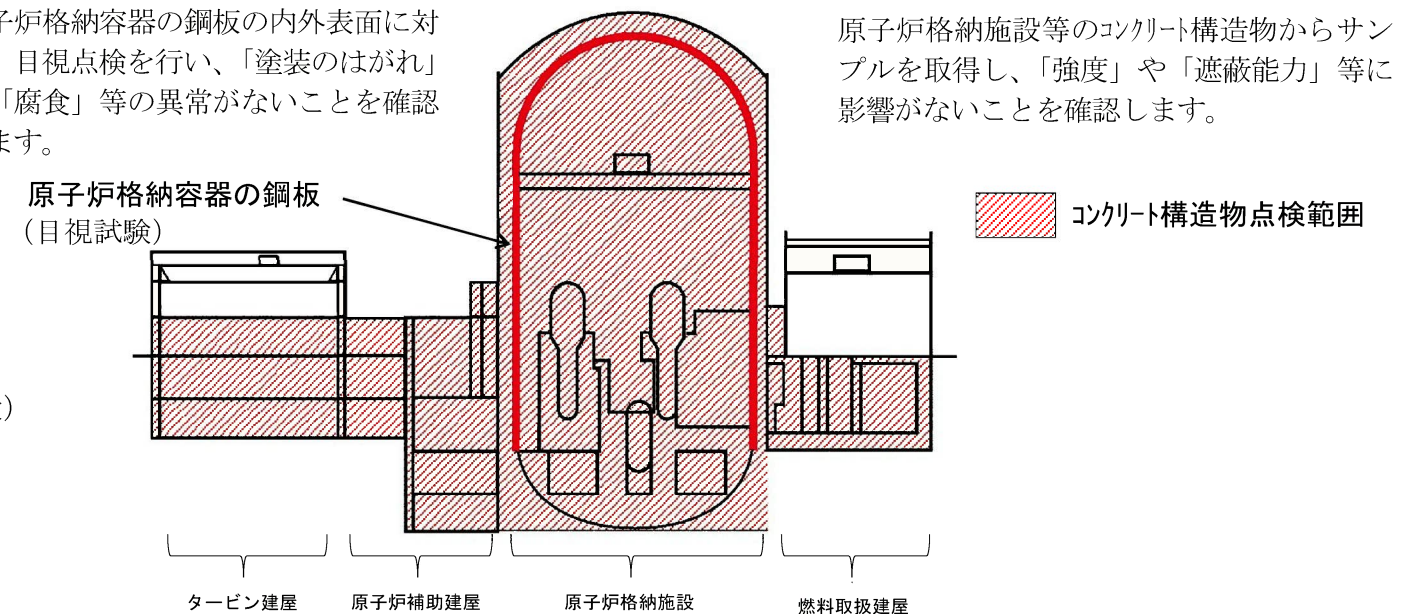 子炉格納容器の鋼板の内外表面に対
目視点検を行い、「塗装のはがれ」
「腐食」等の異常がないことを確認
ます。
原子炉格納施設等のコンクリート構造物からサン
プルを取得し、「強度」や「遮蔽能力」等に
影響がないことを確認します。
原子炉格納容器の鋼板
（目視試験）
コンクリート構造物点検範囲
）
タービン建屋
原子炉補助建屋
原子炉格納施設
燃料取扱建屋